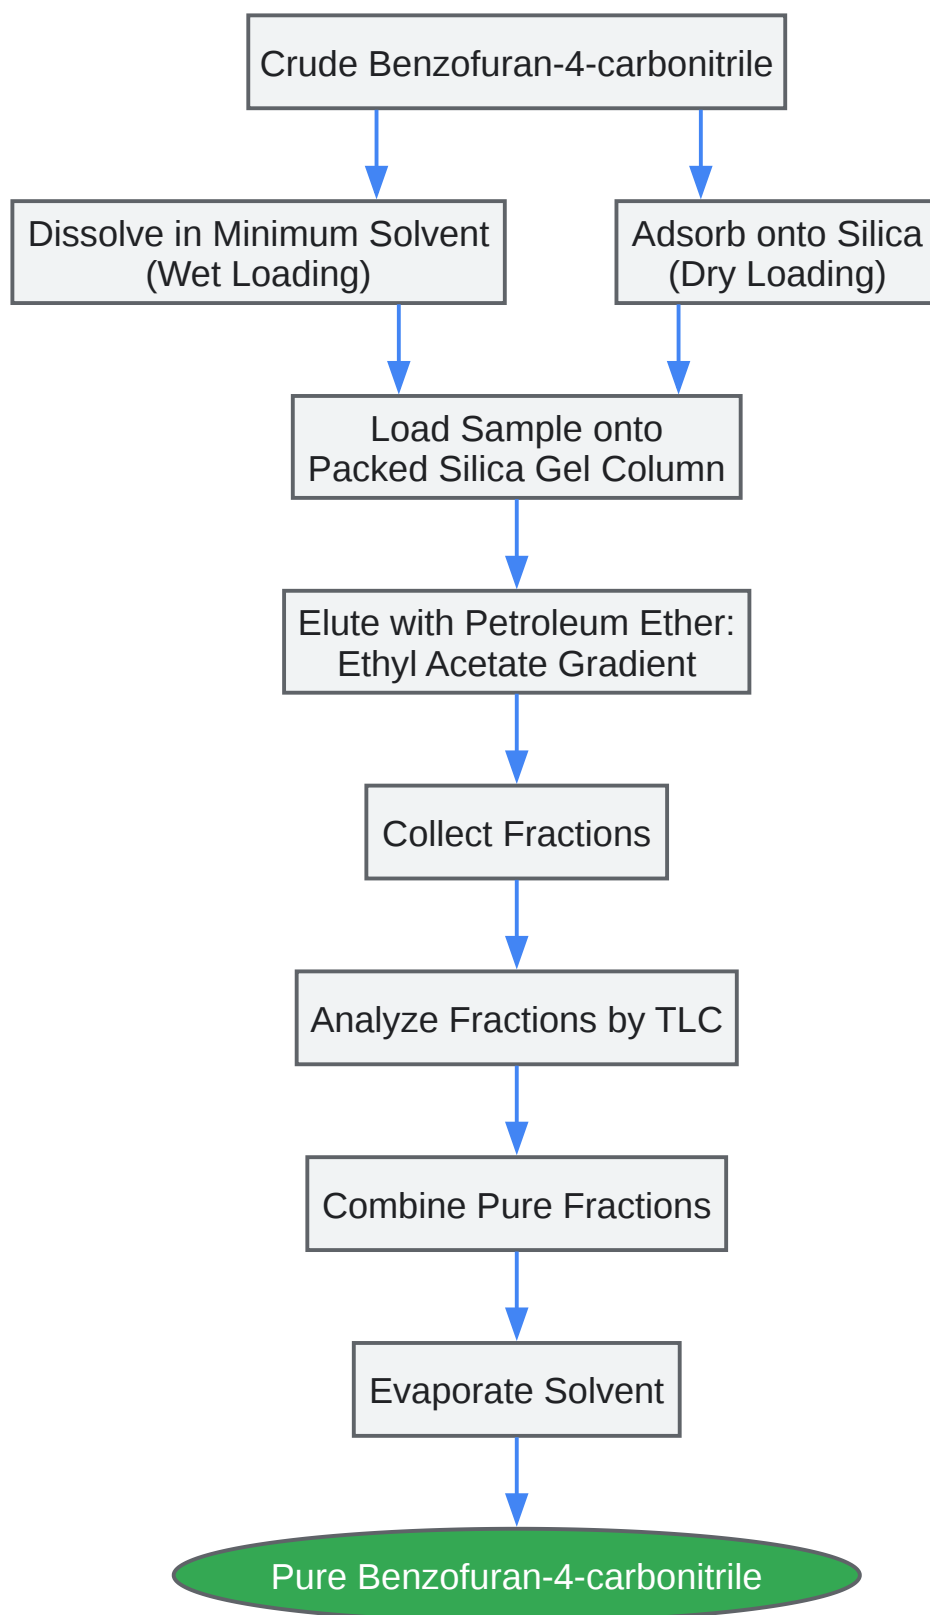 Crude Benzofuran-4-carbonitrile
Dissolve in Minimum Solvent
(Wet Loading)
Adsorb onto Silica
(Dry Loading)
Load Sample onto
Packed Silica Gel Column
Elute with Petroleum Ether:
Ethyl Acetate Gradient
Collect Fractions
Analyze Fractions by TLC
Combine Pure Fractions
Evaporate Solvent
Pure Benzofuran-4-carbonitrile